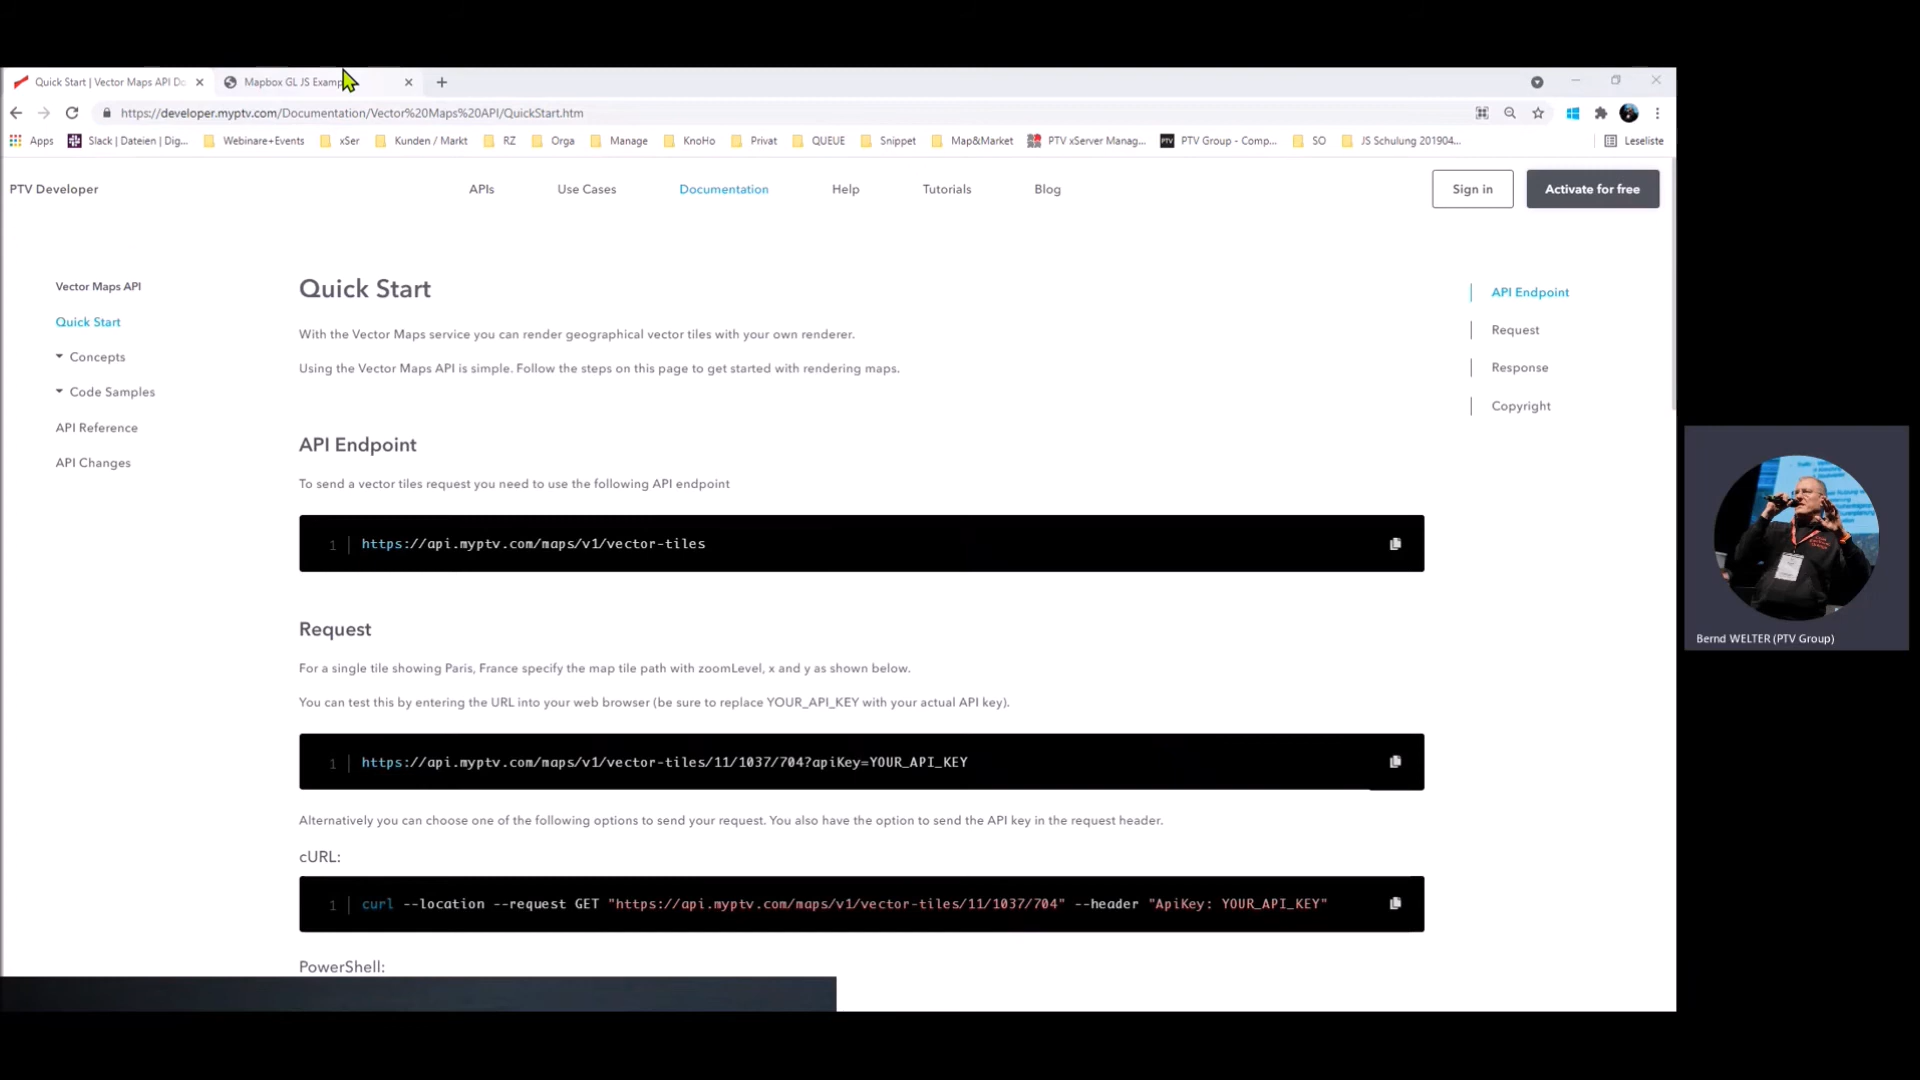 Quick Start | Vector Maps API Do
Mapbox GL JS Examp
https://developer.myptv.com/Documentation/Vector%20Maps%20API/QuickStart.htm
Apps
Slack | Dateien | Dig...
Webinare+Events
xSer
Kunden / Markt
RZ
Orga
Manage
KnoHo
Privat
QUEUE
Snippet
Map&Market
PTV xServer Manag...
PTV Group - Comp...
SO
JS Schulung 201904...
Leseliste
PTV Developer
APIs
Use Cases
Documentation
Help
Tutorials
Blog
Sign in
Activate for free
Vector Maps API
Quick Start
Concepts
Code Samples
API Reference
API Changes
Quick Start
With the Vector Maps service you can render geographical vector tiles with your own renderer.
Using the Vector Maps API is simple. Follow the steps on this page to get started with rendering maps.
API Endpoint
To send a vector tiles request you need to use the following API endpoint
1 https://api.myptv.com/maps/v1/vector-tiles
Request
For a single tile showing Paris, France specify the map tile path with zoomLevel, x and y as shown below.
You can test this by entering the URL into your web browser (be sure to replace YOUR_API_KEY with your actual API key).
1 https://api.myptv.com/maps/v1/vector-tiles/11/1037/704?apiKey=YOUR_API_KEY
Alternatively you can choose one of the following options to send your request. You also have the option to send the API key in the request header.
cURL:
1 curl --location --request GET "https://api.myptv.com/maps/v1/vector-tiles/11/1037/704" --header "ApiKey: YOUR_API_KEY"
PowerShell:
API Endpoint
Request
Response
Copyright
Bernd WELTER (PTV Group)